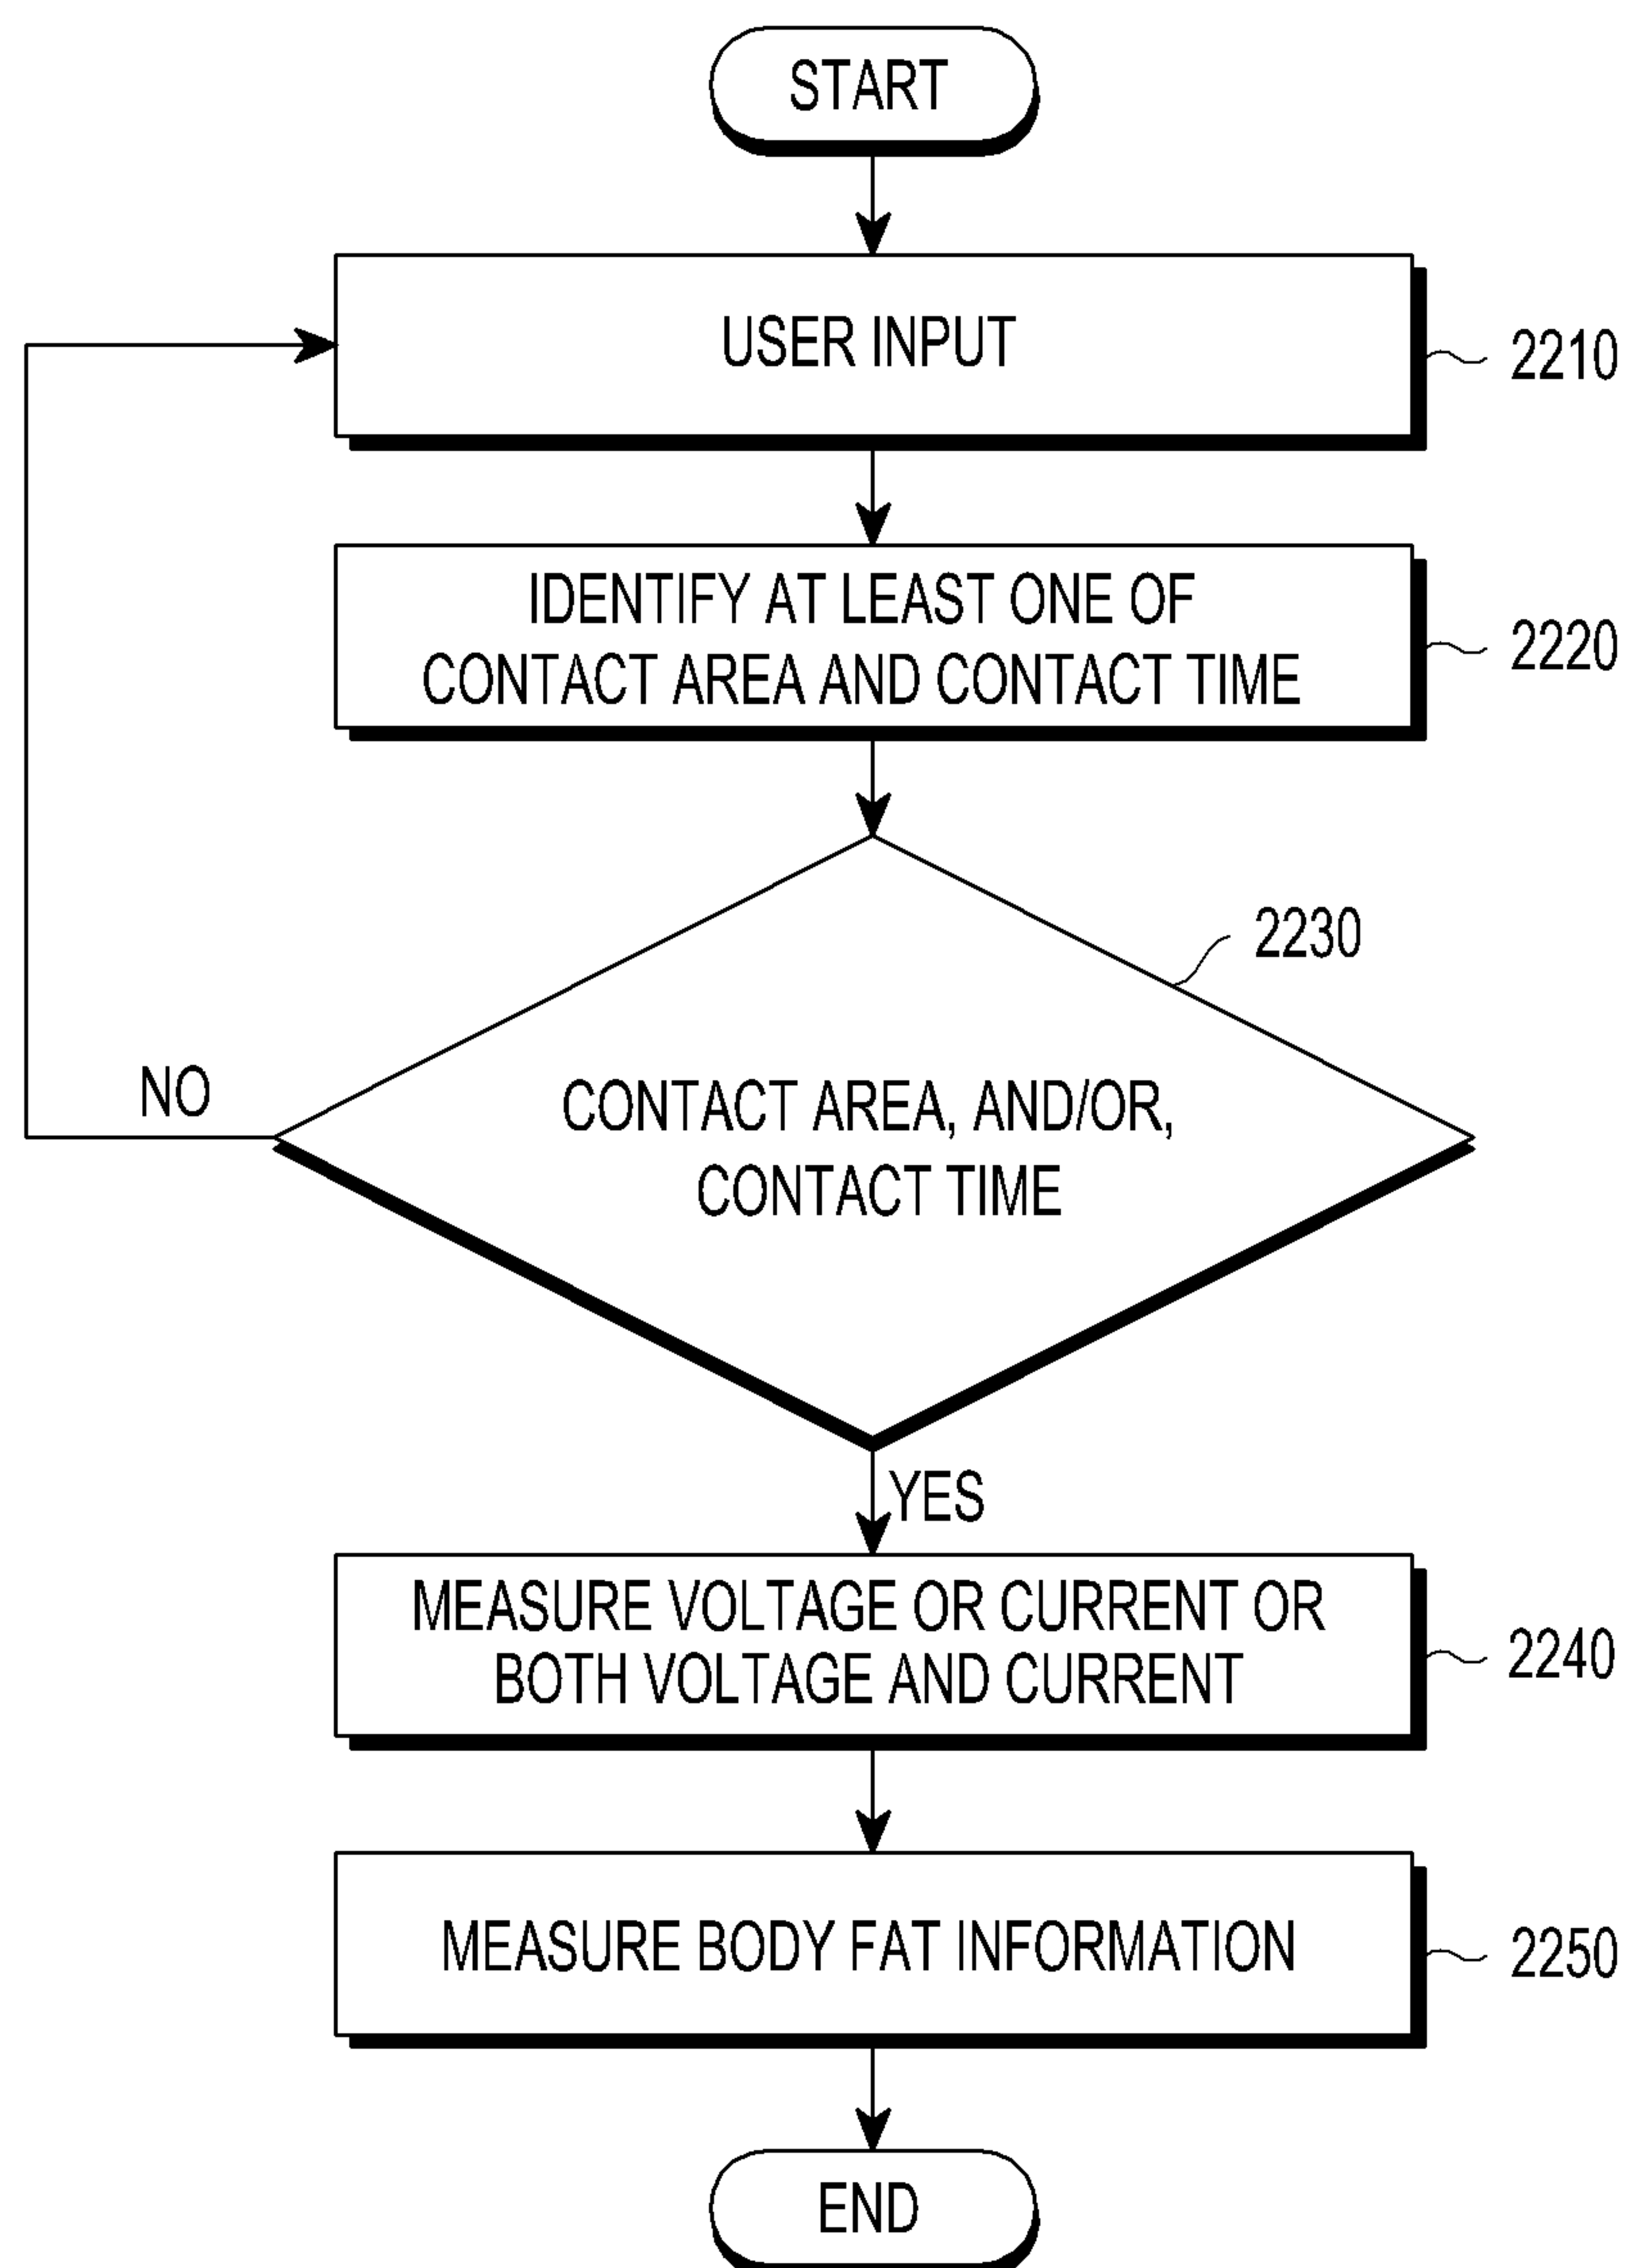 START
USER INPUT
2210
IDENTIFY AT LEAST ONE OF
CONTACT AREA AND CONTACT TIME
2220
2230
NO
CONTACT AREA, AND/OR,
CONTACT TIME
YES
MEASURE VOLTAGE OR CURRENT OR
BOTH VOLTAGE AND CURRENT
2240
MEASURE BODY FAT INFORMATION
2250
END